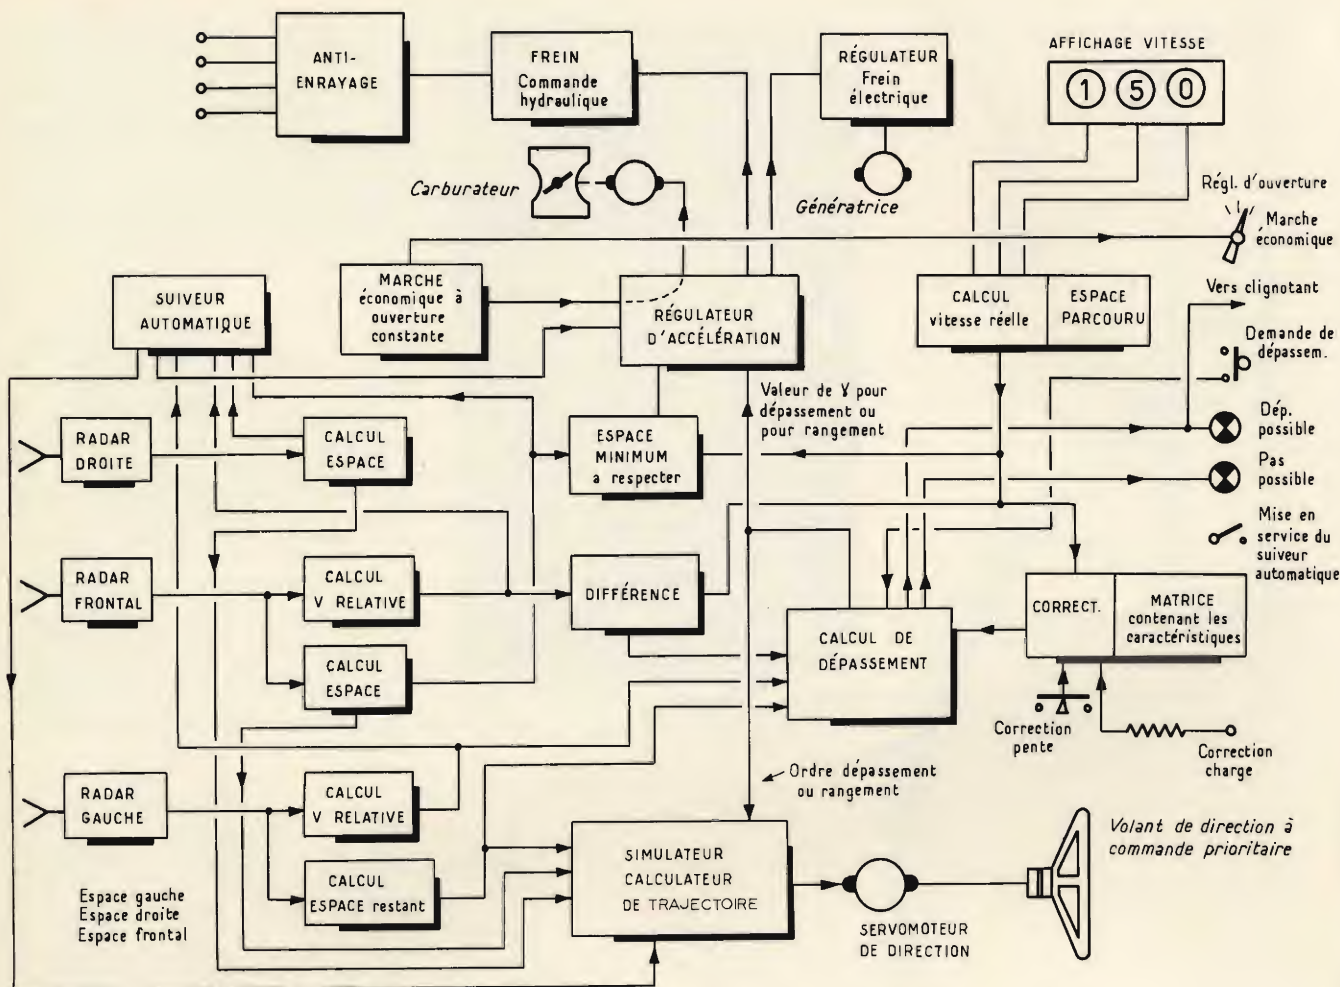 ANTI-
ENRAYAGE
FREIN
Commande
hydraulique
RÉGULATEUR
Frein
électrique
AFFICHAGE VITESSE
1 5 0
Carburateur
Génératrice
Régl. d'ouverture
Marche
économique
SUIVEUR
AUTOMATIQUE
MARCHE
économique à
ouverture
constante
RÉGULATEUR
D'ACCÉLÉRATION
CALCUL
vitesse réelle
ESPACE
PARCOURU
Vers clignotant
Demande de
dépassem.
Valeur de γ pour
dépassement ou
pour rangement
RADAR
DROITE
CALCUL
ESPACE
ESPACE
MINIMUM
a respecter
Dép.
possible
Pas
possible
Mise en
service du
suiveur
automatique
RADAR
FRONTAL
CALCUL
V RELATIVE
DIFFÉRENCE
CALCUL
ESPACE
CALCUL DE
DÉPASSEMENT
CORRECT.
MATRICE
contenant les
caractéristiques
Correction
pente
Correction
charge
Ordre dépassement
ou rangement
RADAR
GAUCHE
CALCUL
V RELATIVE
CALCUL
ESPACE restant
SIMULATEUR
CALCULATEUR
DE TRAJECTOIRE
Volant de direction à
commande prioritaire
Espace gauche
Espace droite
Espace frontal
SERVOMOTEUR
DE DIRECTION